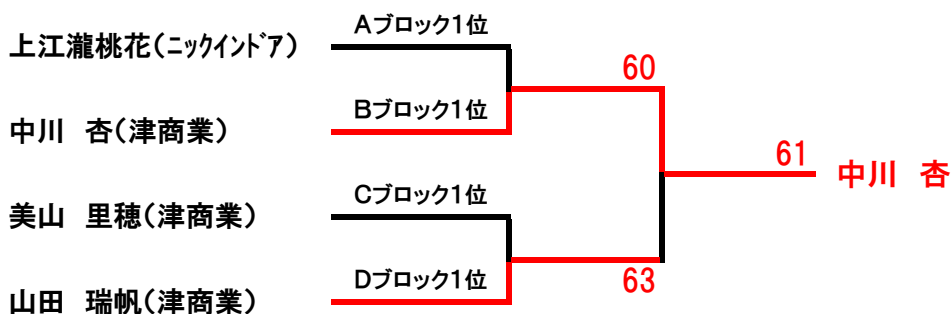 上江瀧桃花(ニックインドア)
Aブロック1位
60
中川 杏(津商業)
Bブロック1位
61
中川 杏
美山 里穂(津商業)
Cブロック1位
山田 瑞帆(津商業)
Dブロック1位
63